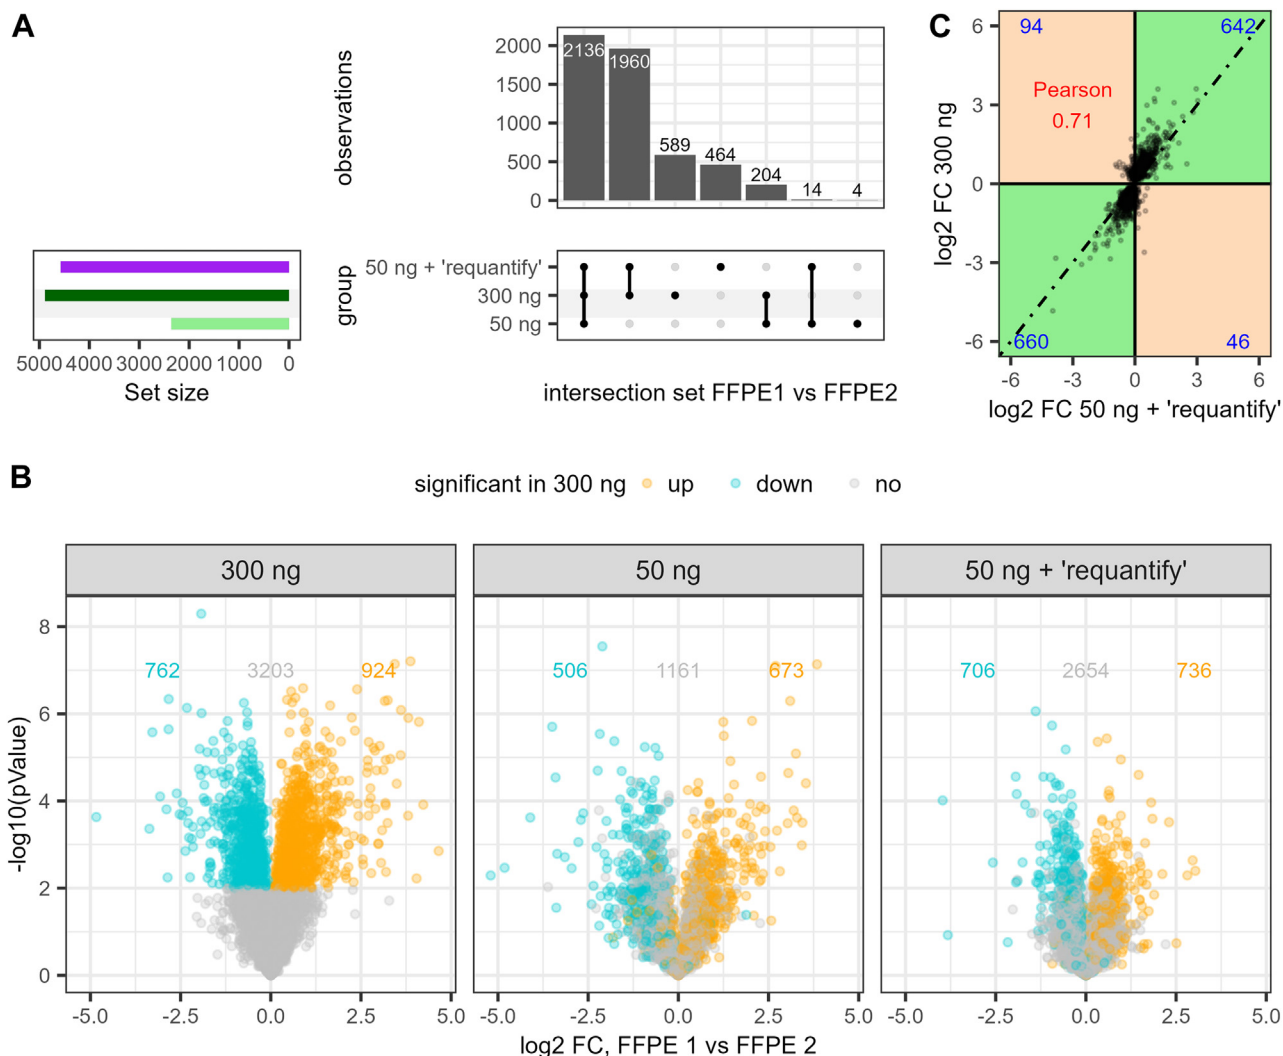 A
observations
2000
1500
1000
500
0
2136
1960
589
464
204
14
4
group
50 ng + 'requantify'
300 ng
50 ng
5000 4000 3000 2000 1000 0
Set size
intersection set FFPE1 vs FFPE2
C
log2 FC 300 ng
6
3
0
-3
-6
94
642
Pearson
0.71
660
46
-6 -3 0 3 6
log2 FC 50 ng + 'requantify'
B
significant in 300 ng up down no
300 ng
50 ng
50 ng + 'requantify'
-log10(pValue)
8
6
4
2
0
762 3203 924
506 1161 673
706 2654 736
-5.0 -2.5 0.0 2.5 5.0
-5.0 -2.5 0.0 2.5 5.0
-5.0 -2.5 0.0 2.5 5.0
log2 FC, FFPE 1 vs FFPE 2